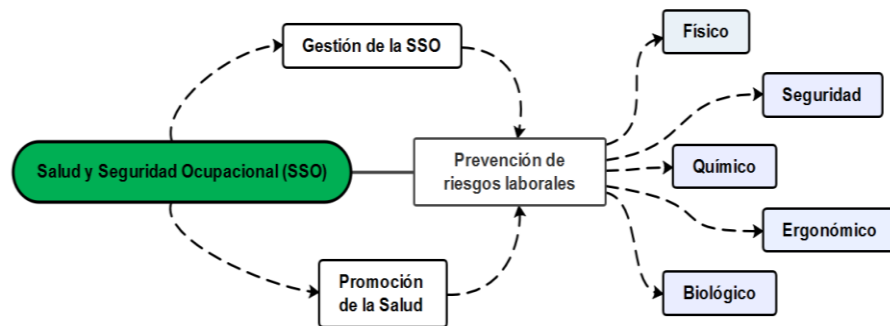 Gestión de la SSO
Físico
Seguridad
Salud y Seguridad Ocupacional (SSO)
Prevención de
riesgos laborales
Químico
Ergonómico
Promoción
de la Salud
Biológico